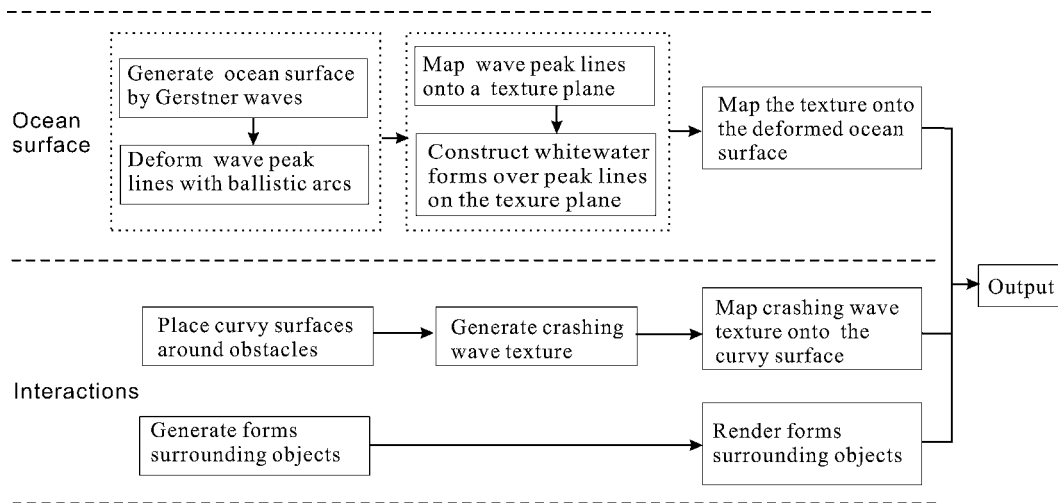 Ocean
surface
Generate ocean surface
by Gerstner waves
Deform wave peak
lines with ballistic arcs
Map wave peak lines
onto a texture plane
Construct whitewater
forms over peak lines
on the texure plane
Map the texture onto
the deformed ocean
surface
Output
Interactions
Place curvy surfaces
around obstacles
Generate crashing
wave texture
Map crashing wave
texture onto the
curvy surface
Generate forms
surrounding objects
Render forms
surrounding objects